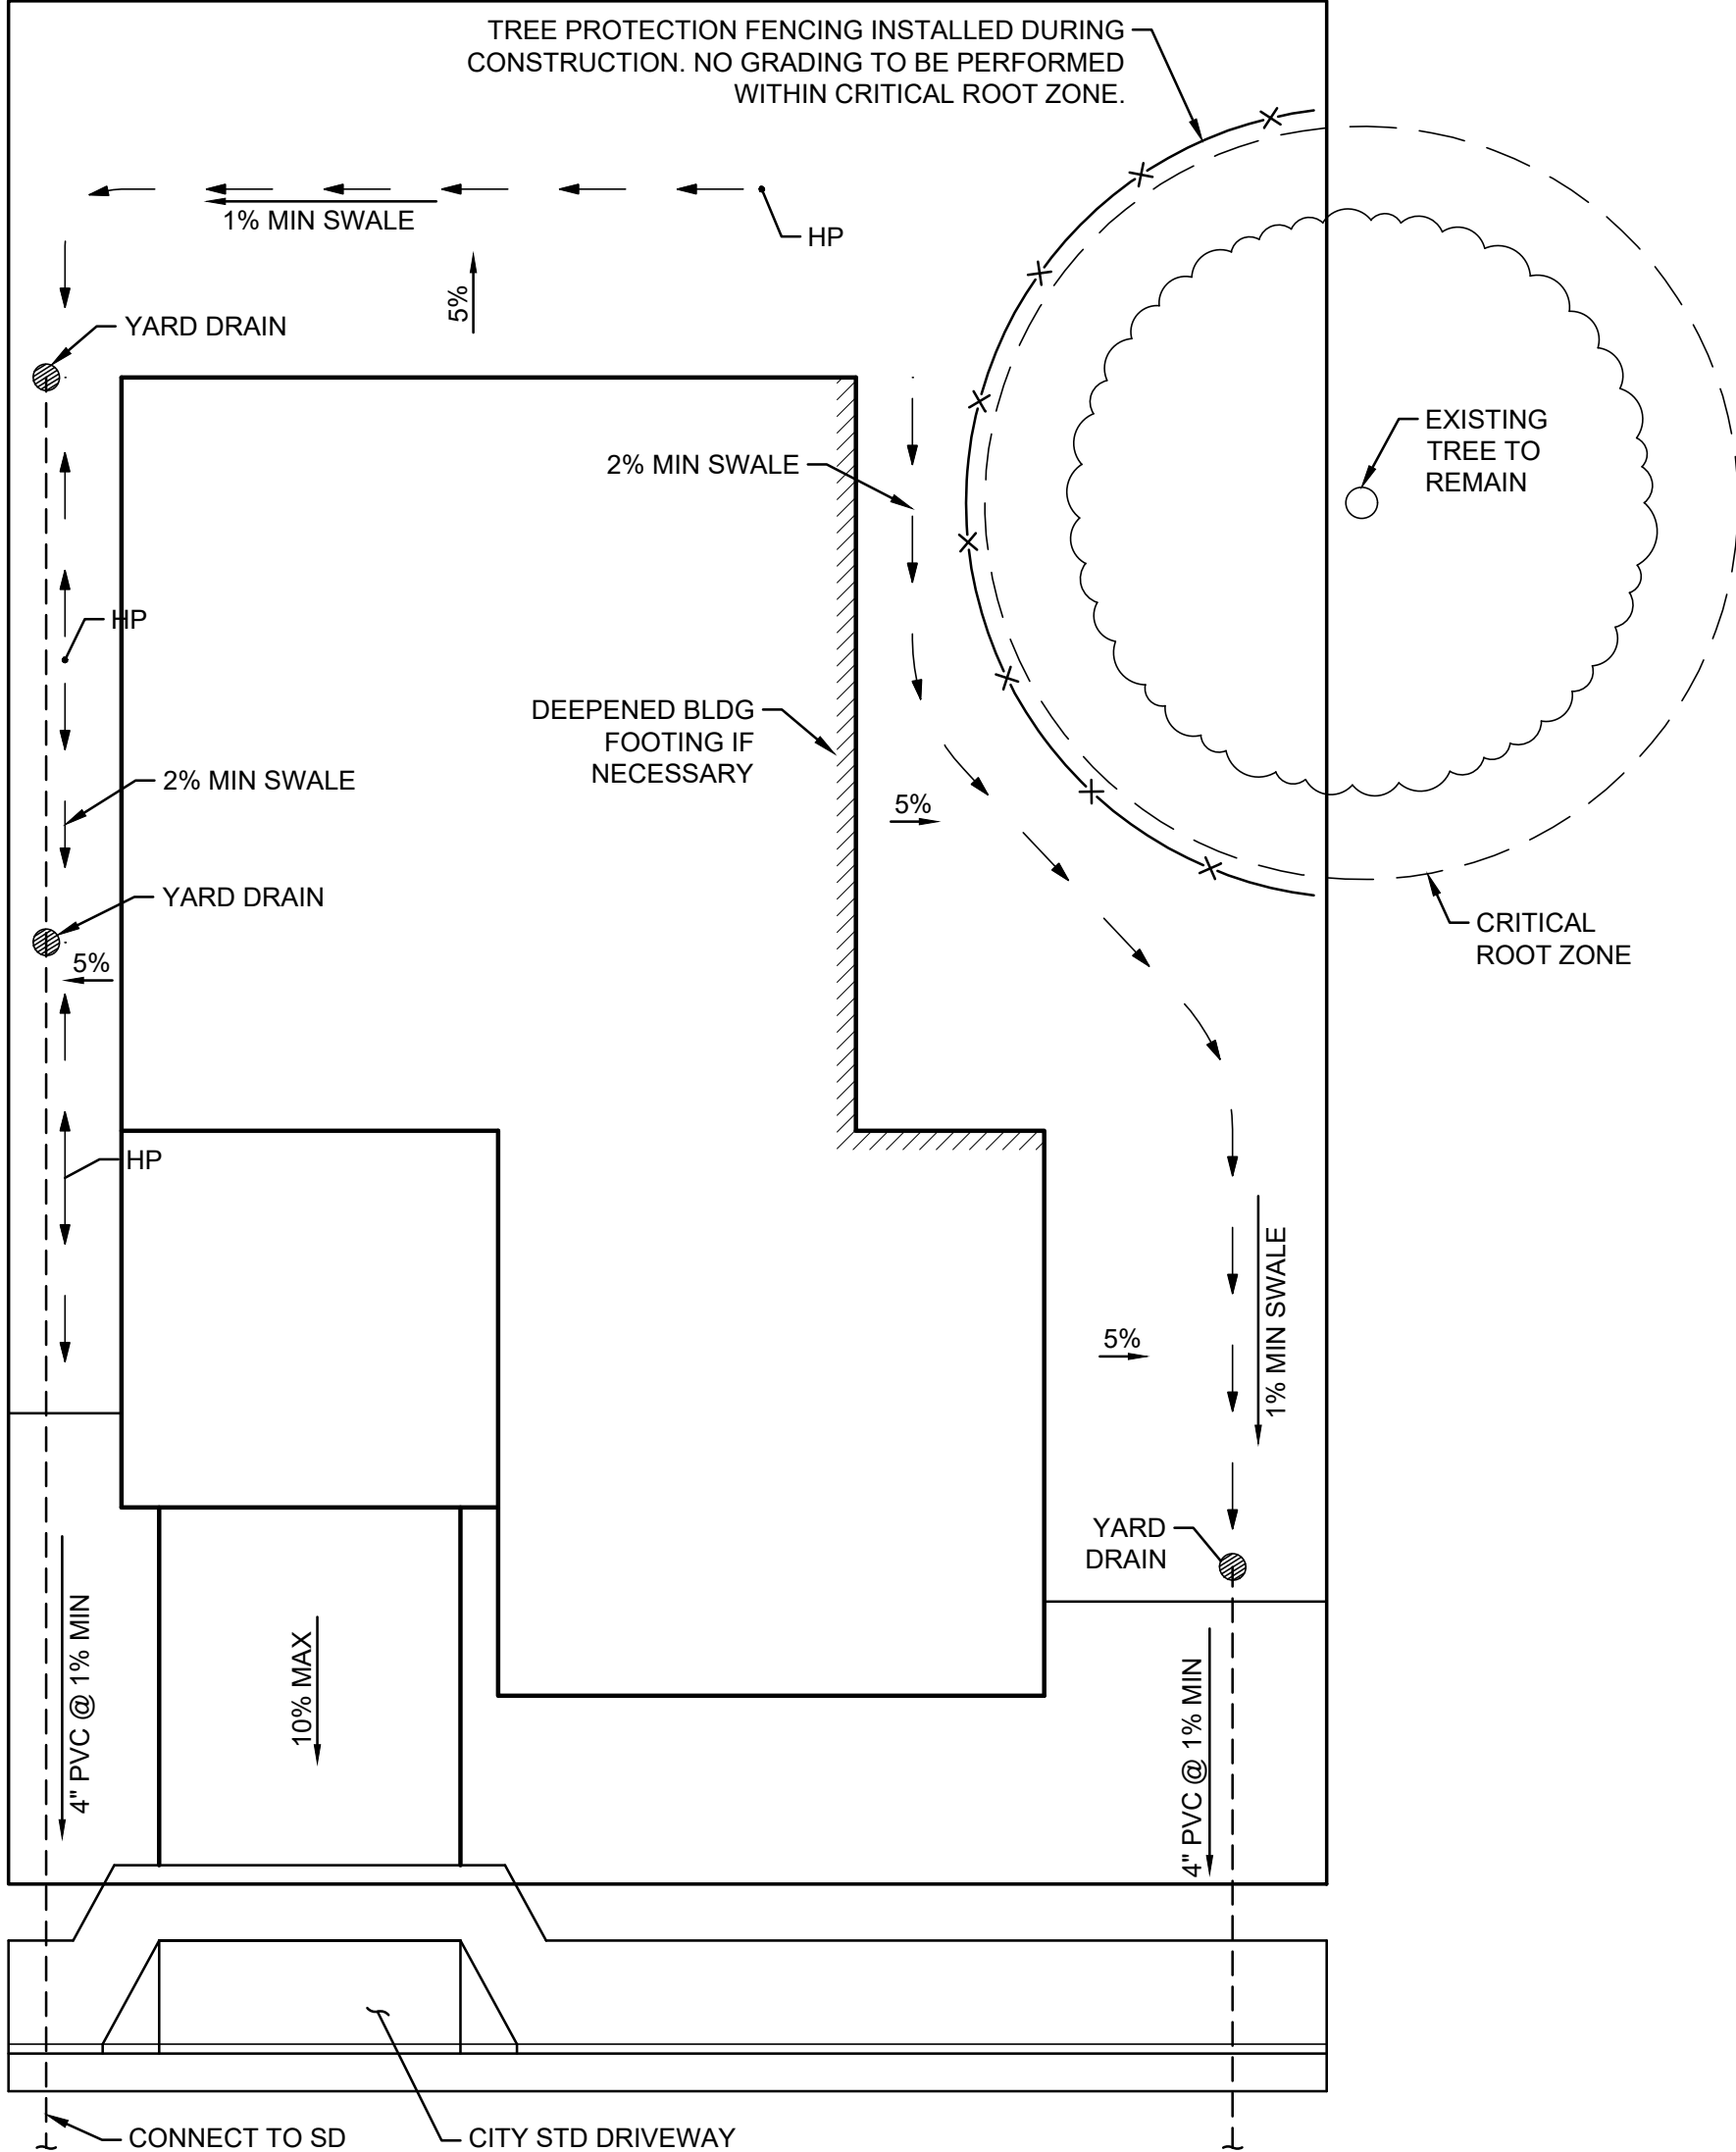 TREE PROTECTION FENCING INSTALLED DURING
CONSTRUCTION. NO GRADING TO BE PERFORMED
WITHIN CRITICAL ROOT ZONE.
1% MIN SWALE
HP
5%
YARD DRAIN
2% MIN SWALE
EXISTING
TREE TO
REMAIN
HP
DEEPENED BLDG
FOOTING IF
NECESSARY
2% MIN SWALE
5%
YARD DRAIN
CRITICAL
ROOT ZONE
5%
HP
1% MIN SWALE
5%
YARD
DRAIN
4" PVC @ 1% MIN
10% MAX
4" PVC @ 1% MIN
CONNECT TO SD
CITY STD DRIVEWAY